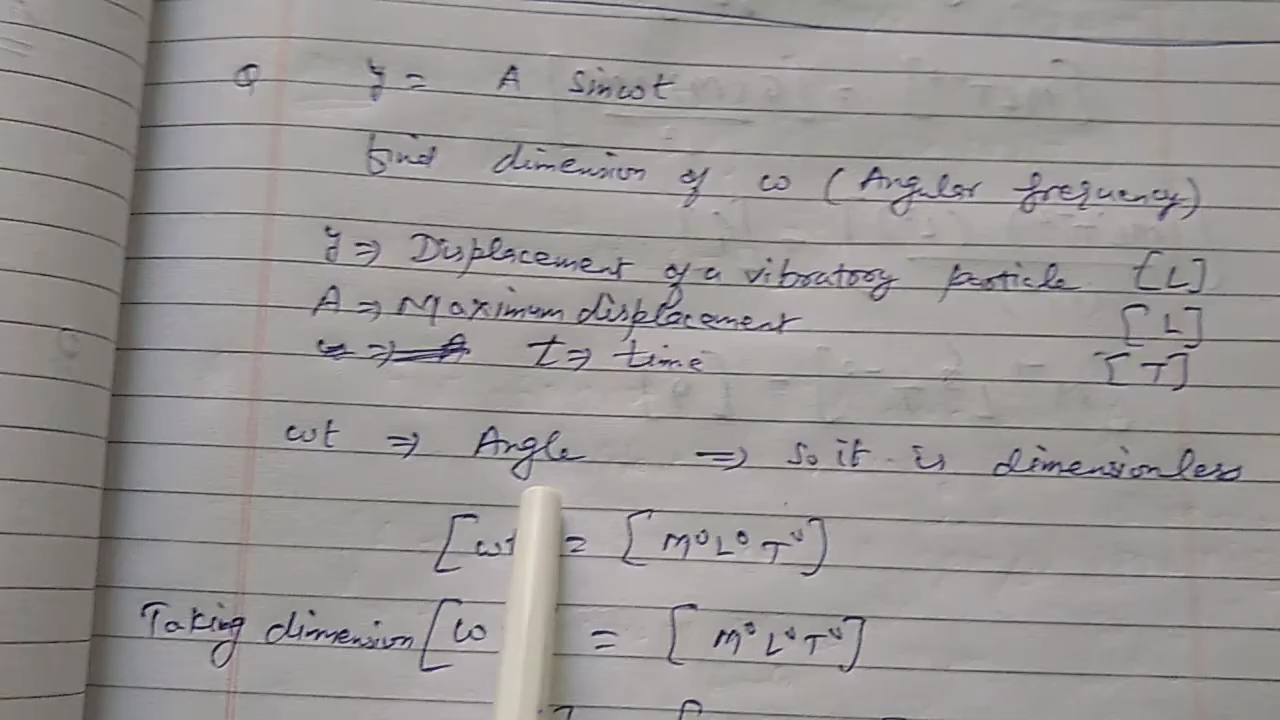 Q y = A sinωt
find dimension of ω (Angular frequency)
y ⇒ Displacement of a vibratory particle [L]
A ⇒ Maximum displacement [L]
t ⇒ time [T]
ωt ⇒ Angle ⇒ So it is dimensionless
[ωt = [M⁰L⁰T⁰]
Taking dimension [ω = [M⁰L⁰T⁰]